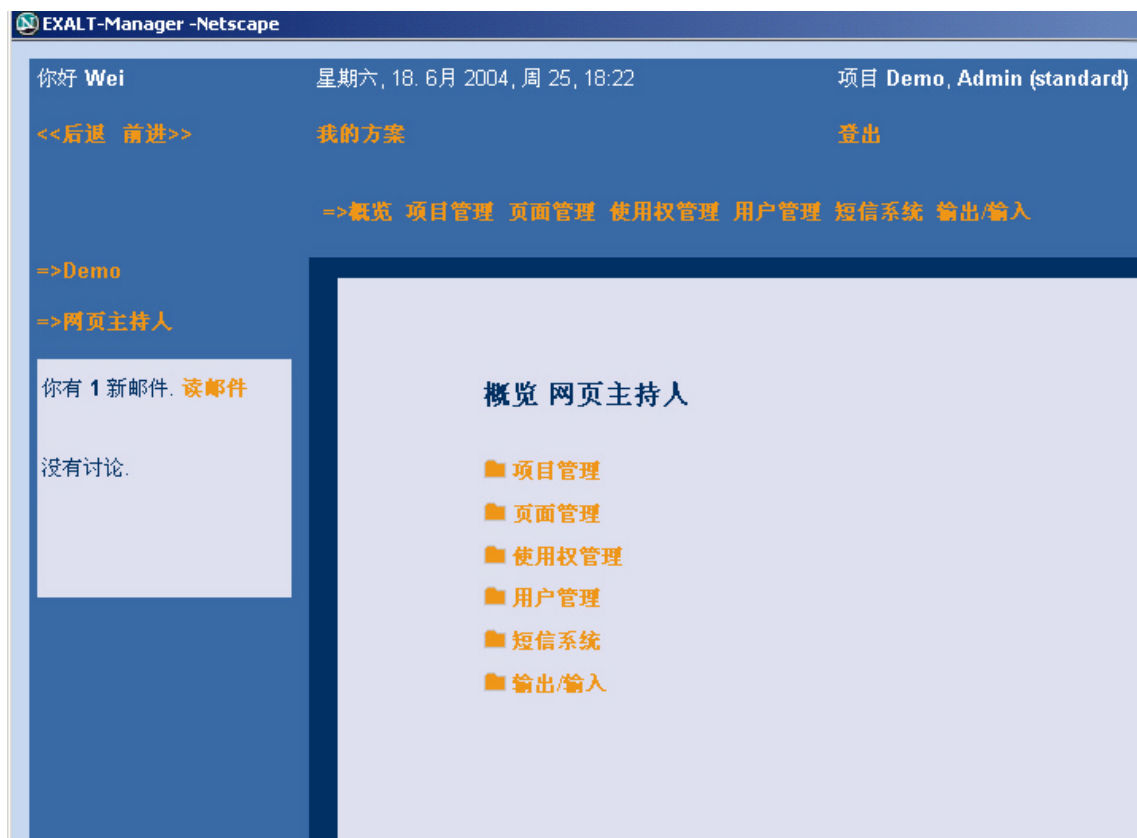 EXALT-Manager -Netscape
你好 Wei 星期六, 18. 6月 2004, 周 25, 18:22 项目 Demo, Admin (standard)
<<后退 前进>> 我的方案 登出
=>概览 项目管理 页面管理 使用权管理 用户管理 短信系统 输出/输入
=>Demo
=>网页主持人
你有 1 新邮件. 读邮件
没有讨论.
概览 网页主持人
项目管理
页面管理
使用权管理
用户管理
短信系统
输出/输入